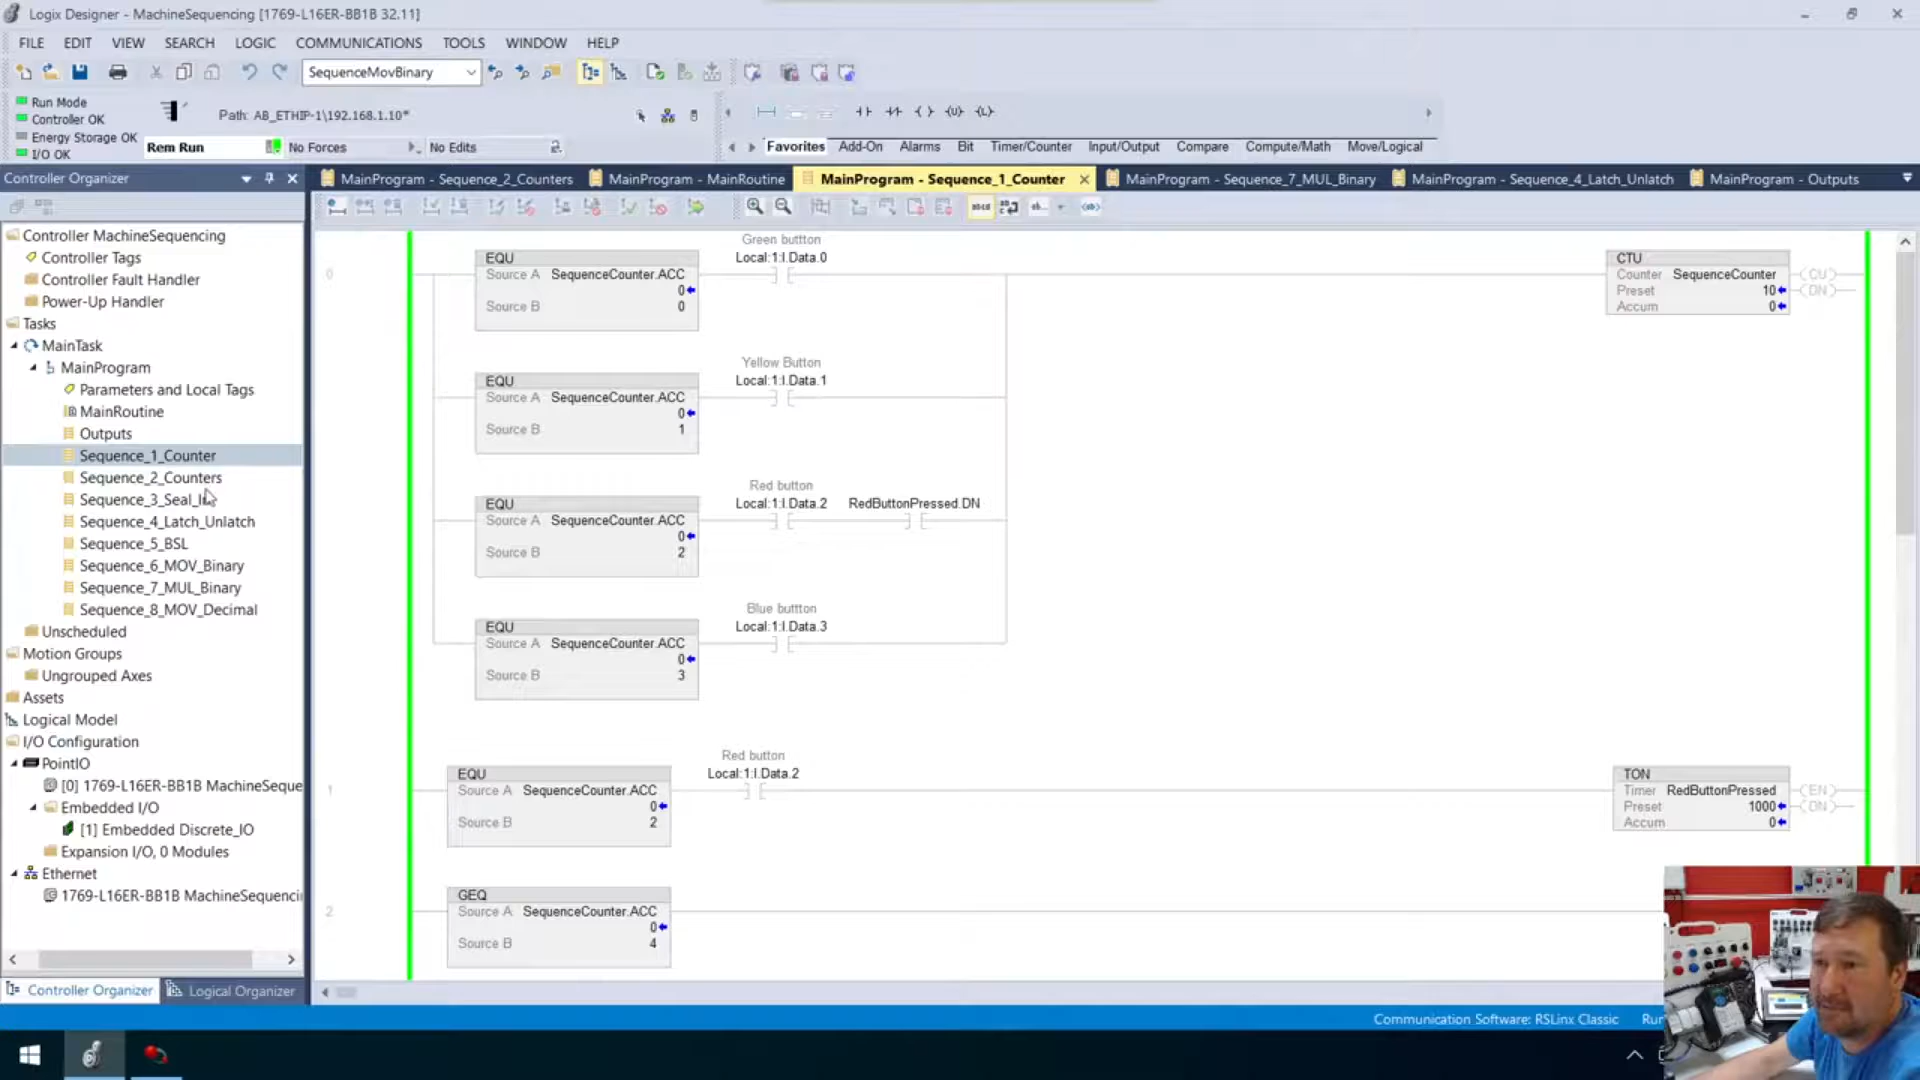 Logix Designer - MachineSequencing [1769-L16ER-BB1B 32.11]
FILE EDIT VIEW SEARCH LOGIC COMMUNICATIONS TOOLS WINDOW HELP
SequenceMovBinary
Run Mode
Controller OK
Energy Storage OK
I/O OK
Path: AB_ETHIP-1\192.168.1.10*
Rem Run No Forces No Edits
Favorites Add-On Alarms Bit Timer/Counter Input/Output Compare Compute/Math Move/Logical
Controller Organizer
MainProgram - Sequence_2_Counters MainProgram - MainRoutine MainProgram - Sequence_1_Counter MainProgram - Sequence_7_MUL_Binary MainProgram - Sequence_4_Latch_Unlatch MainProgram - Outputs
Controller MachineSequencing
Controller Tags
Controller Fault Handler
Power-Up Handler
Tasks
MainTask
MainProgram
Parameters and Local Tags
MainRoutine
Outputs
Sequence_1_Counter
Sequence_2_Counters
Sequence_3_Seal_In
Sequence_4_Latch_Unlatch
Sequence_5_BSL
Sequence_6_MOV_Binary
Sequence_7_MUL_Binary
Sequence_8_MOV_Decimal
Unscheduled
Motion Groups
Ungrouped Axes
Assets
Logical Model
I/O Configuration
PointIO
[0] 1769-L16ER-BB1B MachineSeque
Embedded I/O
[1] Embedded Discrete_IO
Expansion I/O, 0 Modules
Ethernet
1769-L16ER-BB1B MachineSequenci
Controller Organizer Logical Organizer
0
EQU
Source A SequenceCounter.ACC
0
Source B 0
Green buttton
Local:1:I.Data.0
CTU
Counter SequenceCounter
Preset 10
Accum 0
CU
DN
EQU
Source A SequenceCounter.ACC
0
Source B 1
Yellow Button
Local:1:I.Data.1
EQU
Source A SequenceCounter.ACC
0
Source B 2
Red button
Local:1:I.Data.2
RedButtonPressed.DN
EQU
Source A SequenceCounter.ACC
0
Source B 3
Blue buttton
Local:1:I.Data.3
1
EQU
Source A SequenceCounter.ACC
0
Source B 2
Red button
Local:1:I.Data.2
TON
Timer RedButtonPressed
Preset 1000
Accum 0
EN
DN
2
GEQ
Source A SequenceCounter.ACC
0
Source B 4
Communication Software: RSLinx Classic